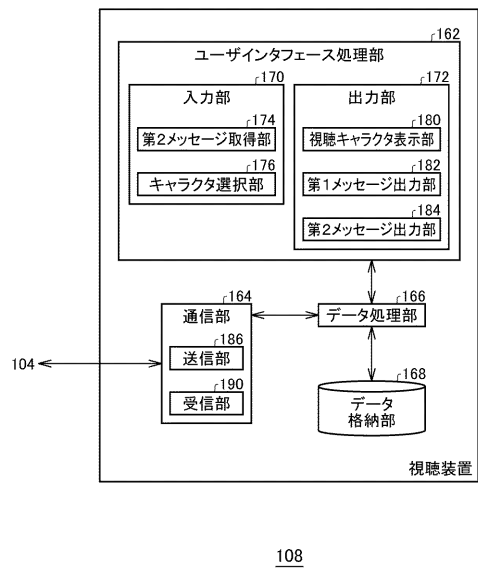 162
ユーザインタフェース処理部
170
入力部
174
第2メッセージ取得部
176
キャラクタ選択部
172
出力部
180
視聴キャラクタ表示部
182
第1メッセージ出力部
184
第2メッセージ出力部
164
通信部
186
送信部
190
受信部
166
データ処理部
168
データ
格納部
104
視聴装置
108